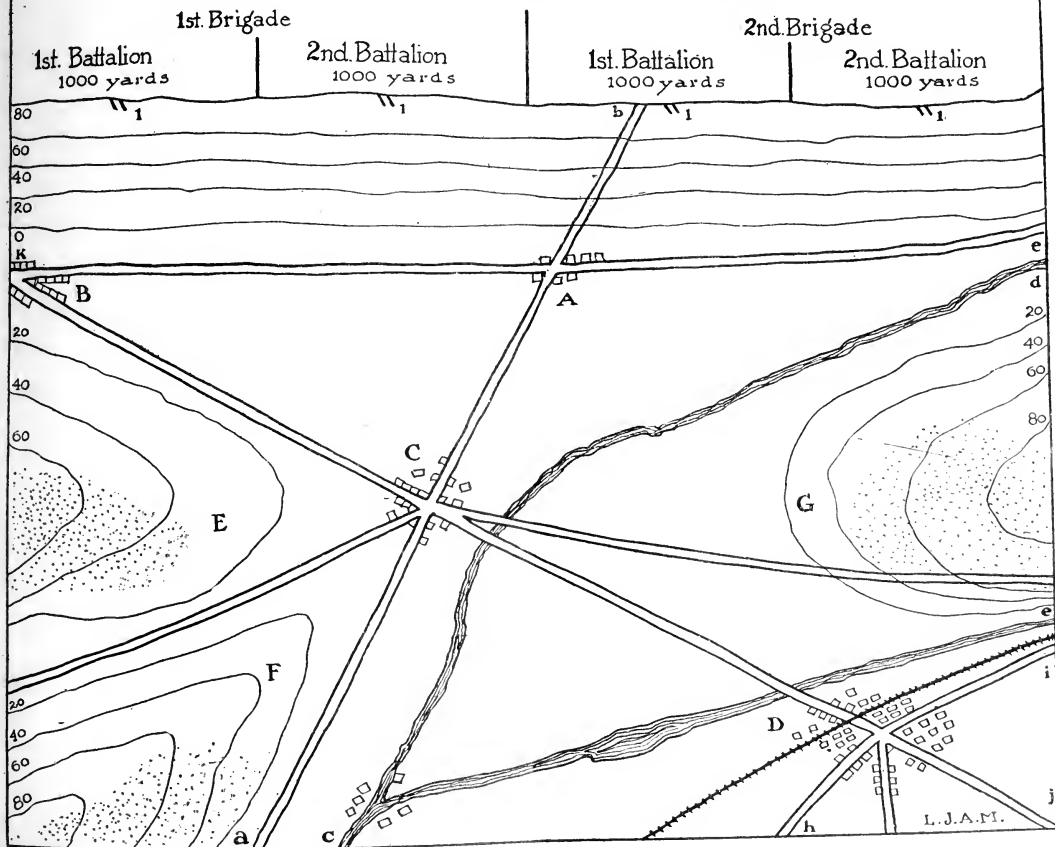 1st. Brigade
2nd. Brigade
1st. Battalion
2nd. Battalion
1st. Battalion
2nd. Battalion
1000 yards
1000 yards
1000 yards
1000 yards
80
1
1
b
1
1
60
40
20
0
K
e
B
A
d
20
20
40
40
60
60
80
C
E
G
e
F
i
20
D
40
60
80
j
a
c
h
L.J.A.M.